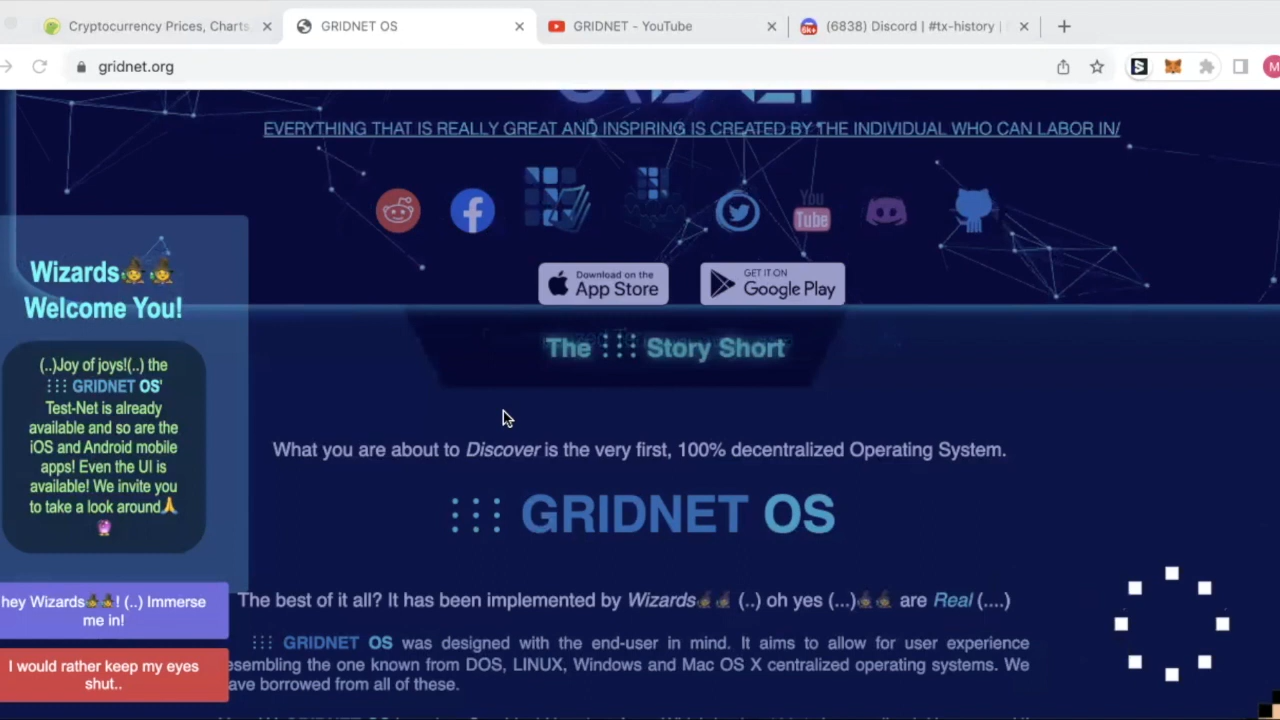 Cryptocurrency Prices, Charts
GRIDNET OS
GRIDNET - YouTube
(6838) Discord | #tx-history |
gridnet.org
M
EVERYTHING THAT IS REALLY GREAT AND INSPIRING IS CREATED BY THE INDIVIDUAL WHO CAN LABOR IN/
You
Tube
Download on the
App Store
GET IT ON
Google Play
Wizards
Welcome You!
(..)Joy of joys!(..) the
GRIDNET OS'
Test-Net is already
available and so are the
iOS and Android mobile
apps! Even the UI is
available! We invite you
to take a look around
hey Wizards! (..) Immerse
me in!
I would rather keep my eyes
shut..
The Story Short
What you are about to Discover is the very first, 100% decentralized Operating System.
GRIDNET OS
The best of it all? It has been implemented by Wizards (..) oh yes (...) are Real (....)
GRIDNET OS was designed with the end-user in mind. It aims to allow for user experience
esembling the one known from DOS, LINUX, Windows and Mac OS X centralized operating systems. We
ave borrowed from all of these.